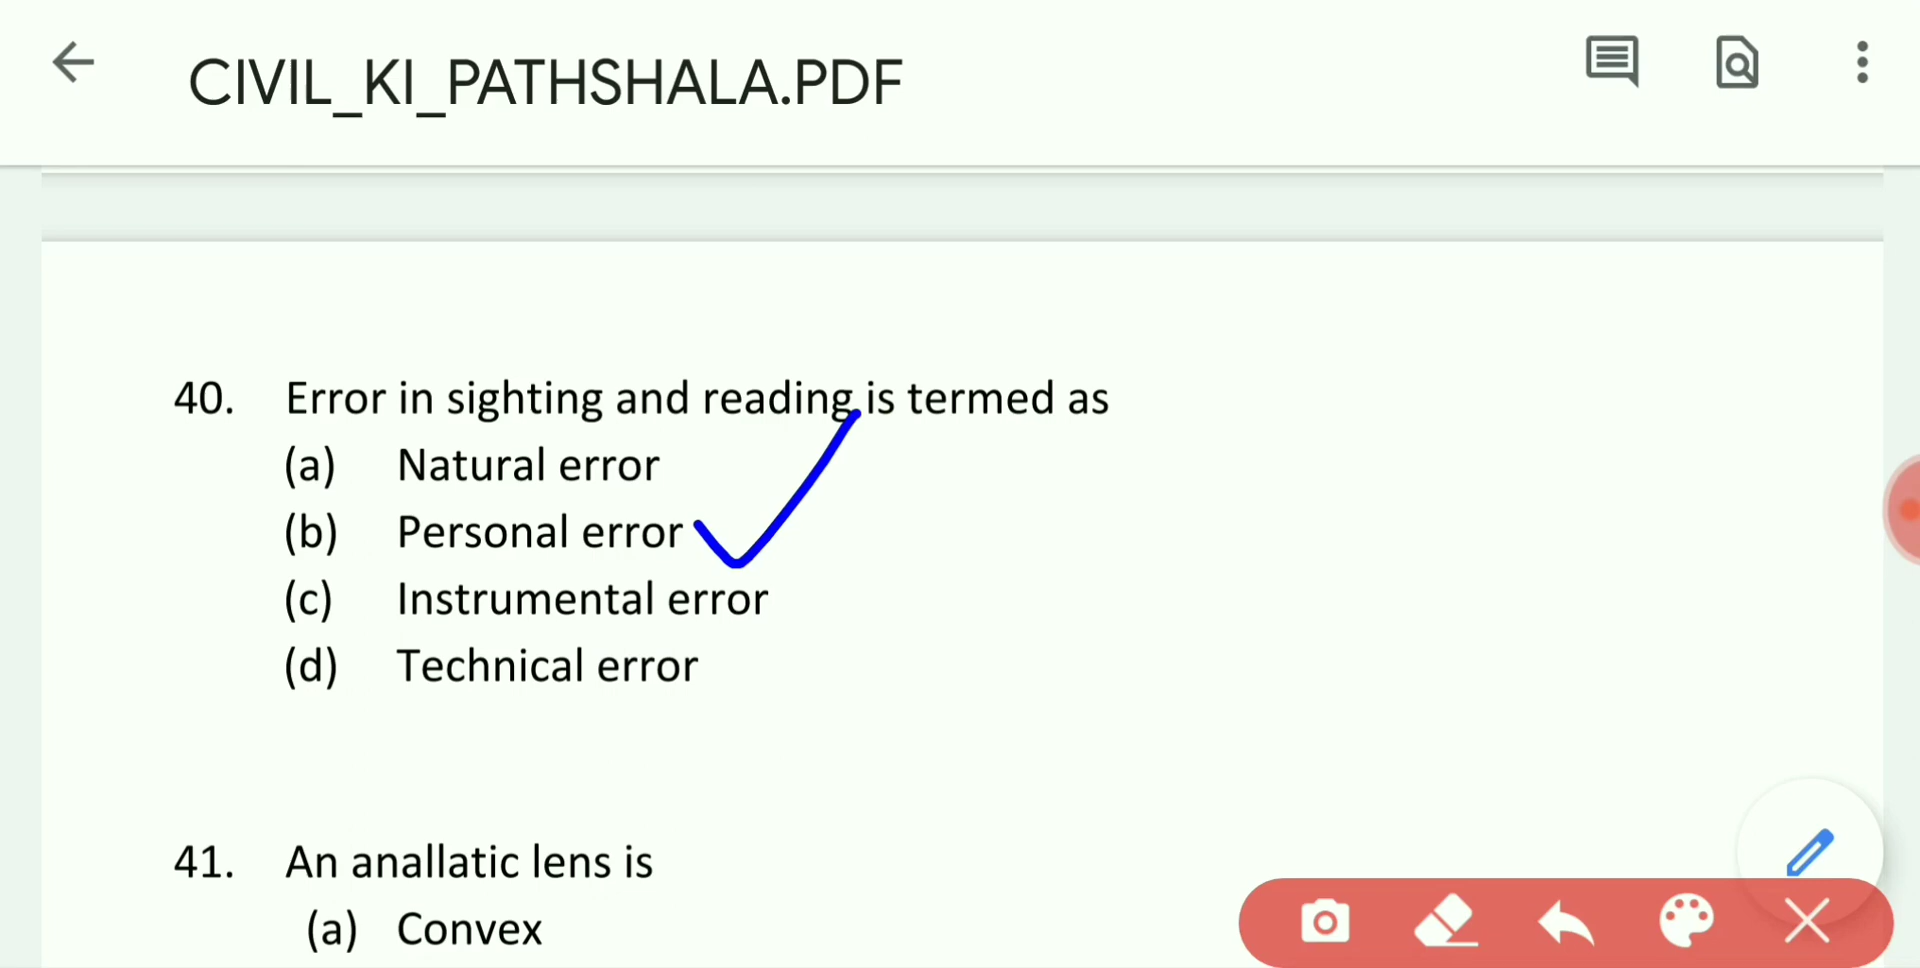 CIVIL_KI_PATHSHALA.PDF
40. Error in sighting and reading is termed as
(a) Natural error
(b) Personal error
(c) Instrumental error
(d) Technical error
41. An anallatic lens is
(a) Convex